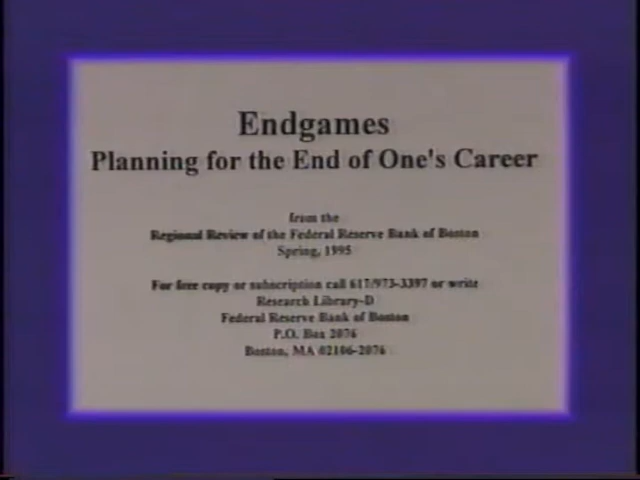 Endgames
Planning for the End of One's Career
from the
Regional Review of the Federal Reserve Bank of Boston
Spring, 1995
For free copy or subscription call 617/973-3397 or write
Research Library-D
Federal Reserve Bank of Boston
P.O. Box 2076
Boston, MA 02106-2076